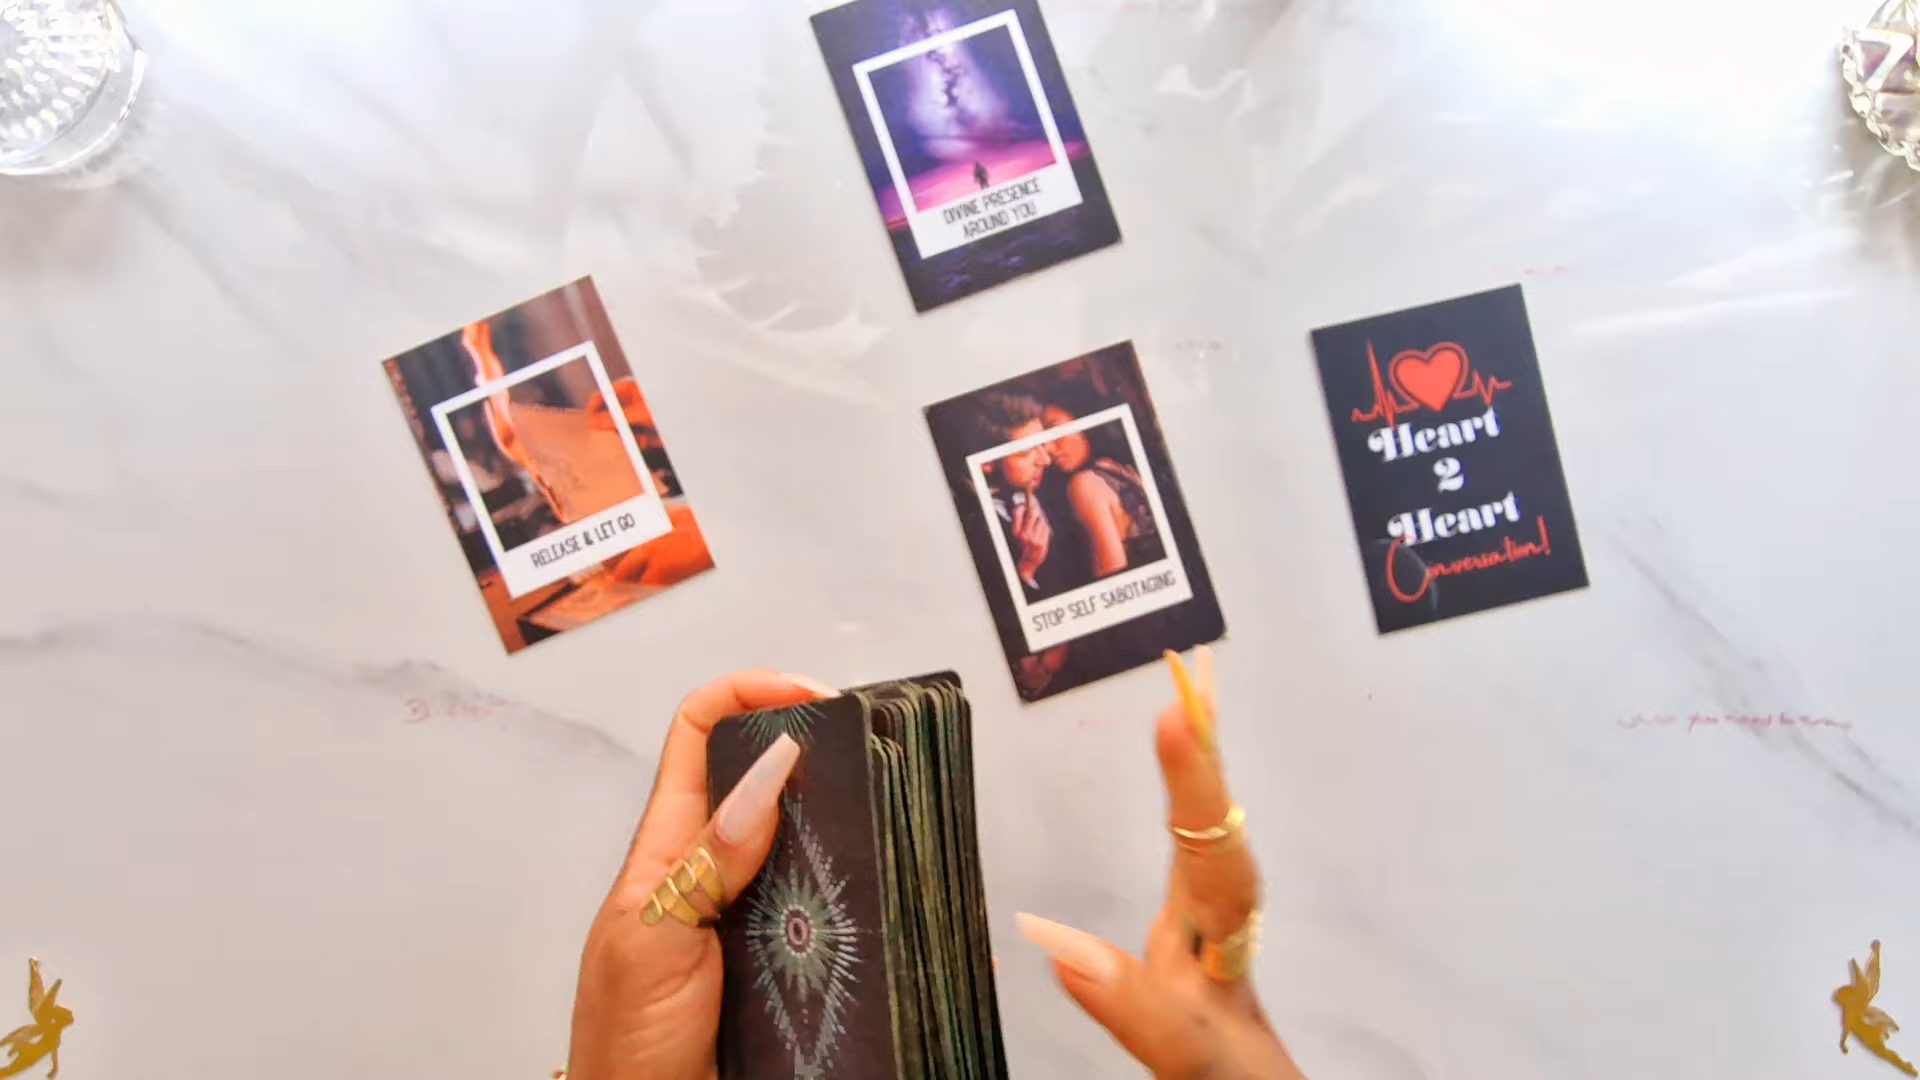 DIVINE PRESENCE
AROUND YOU
RELEASE & LET GO
STOP SELF SABOTAGING
Heart
2
Heart
Conversation!